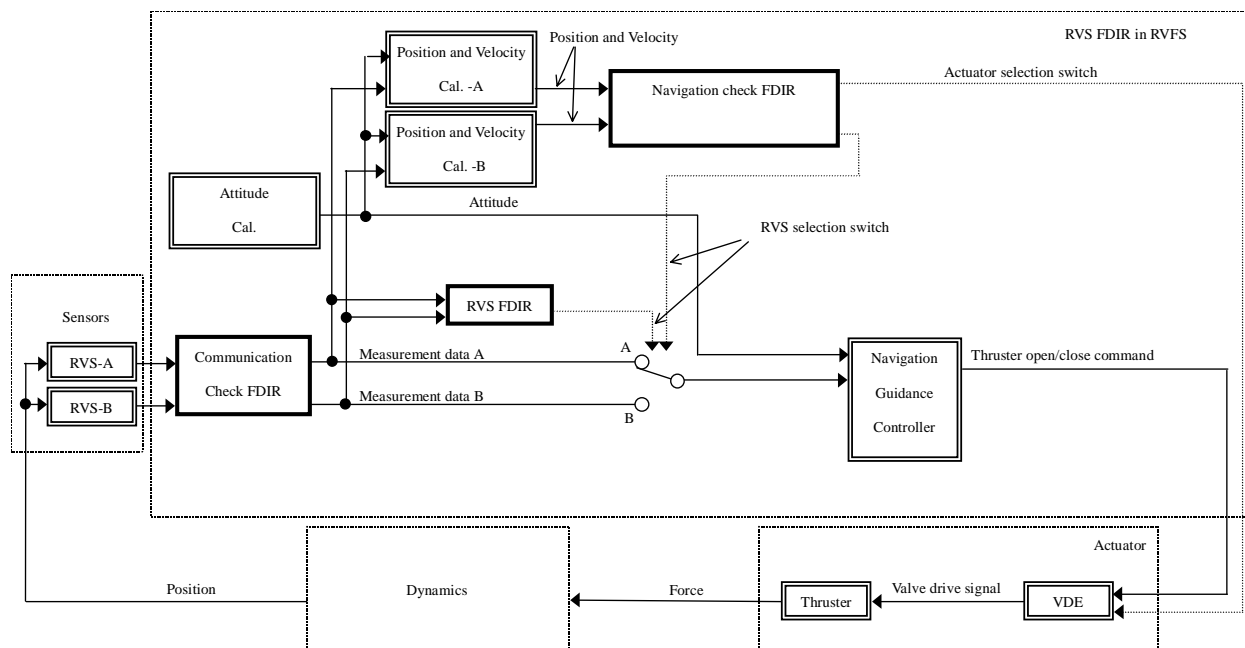 RVS FDIR in RVFS
Position and Velocity
Position and Velocity
Cal. -A
Navigation check FDIR
Actuator selection switch
Position and Velocity
Cal. -B
Attitude
Cal.
Attitude
RVS selection switch
RVS FDIR
Sensors
RVS-A
RVS-B
Communication
Check FDIR
Measurement data A
Measurement data B
A
B
Navigation
Guidance
Controller
Thruster open/close command
Actuator
Position
Dynamics
Force
Thruster
Valve drive signal
VDE